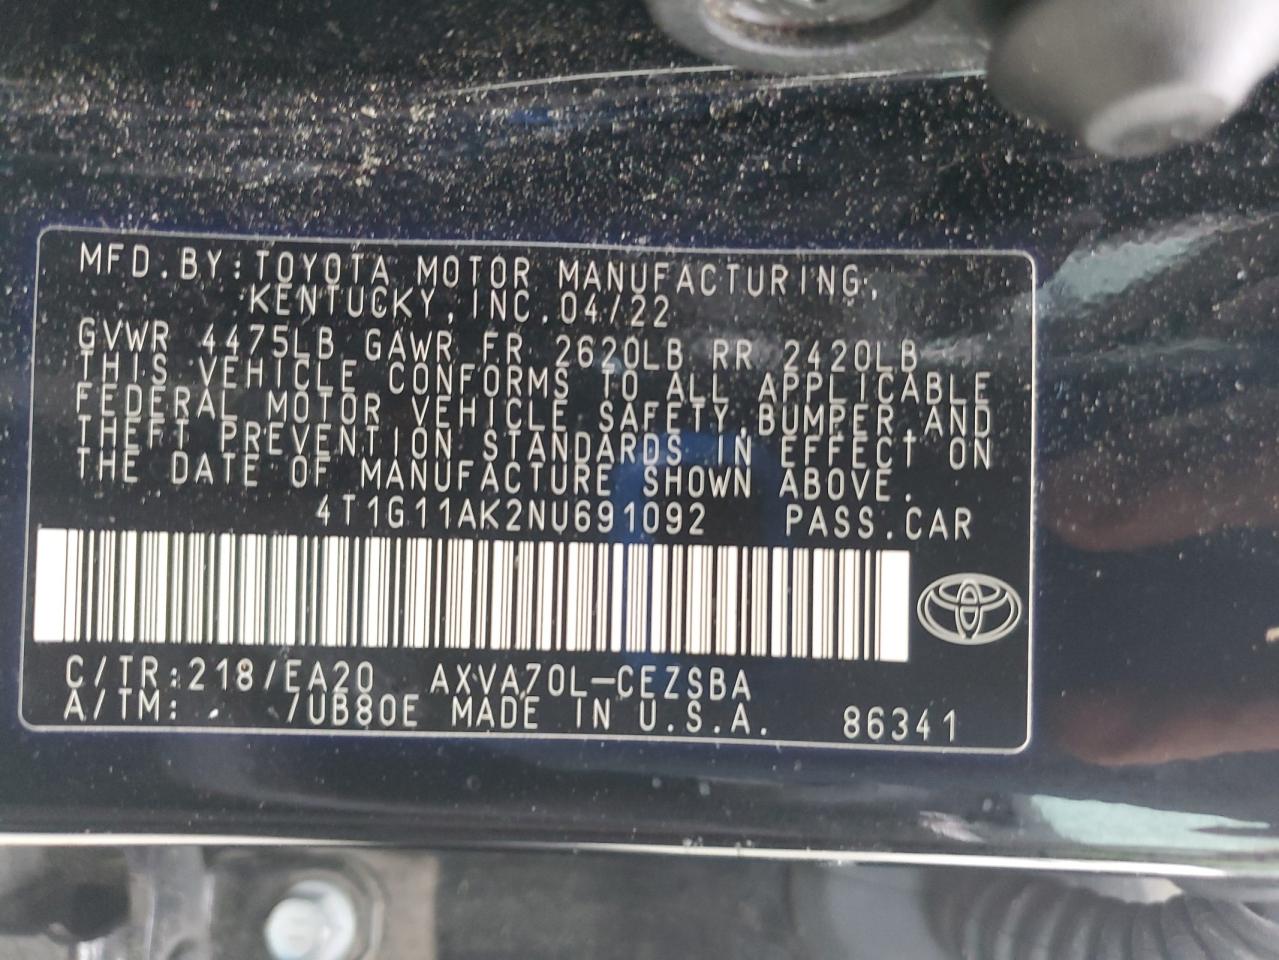 MFD.BY:TOYOTA MOTOR MANUFACTURING,
KENTUCKY,INC.04/22
GVWR 4475LB GAWR FR 2620LB RR 2420LB
THIS VEHICLE CONFORMS TO ALL APPLICABLE
FEDERAL MOTOR VEHICLE SAFETY,BUMPER,AND
THEFT PREVENTION STANDARDS IN EFFECT ON
THE DATE OF MANUFACTURE SHOWN ABOVE.
4T1G11AK2NU691092 PASS.CAR
C/TR:218/EA20 AXVA70L-CEZSBA
A/TM: /UB80E MADE IN U.S.A. 86341